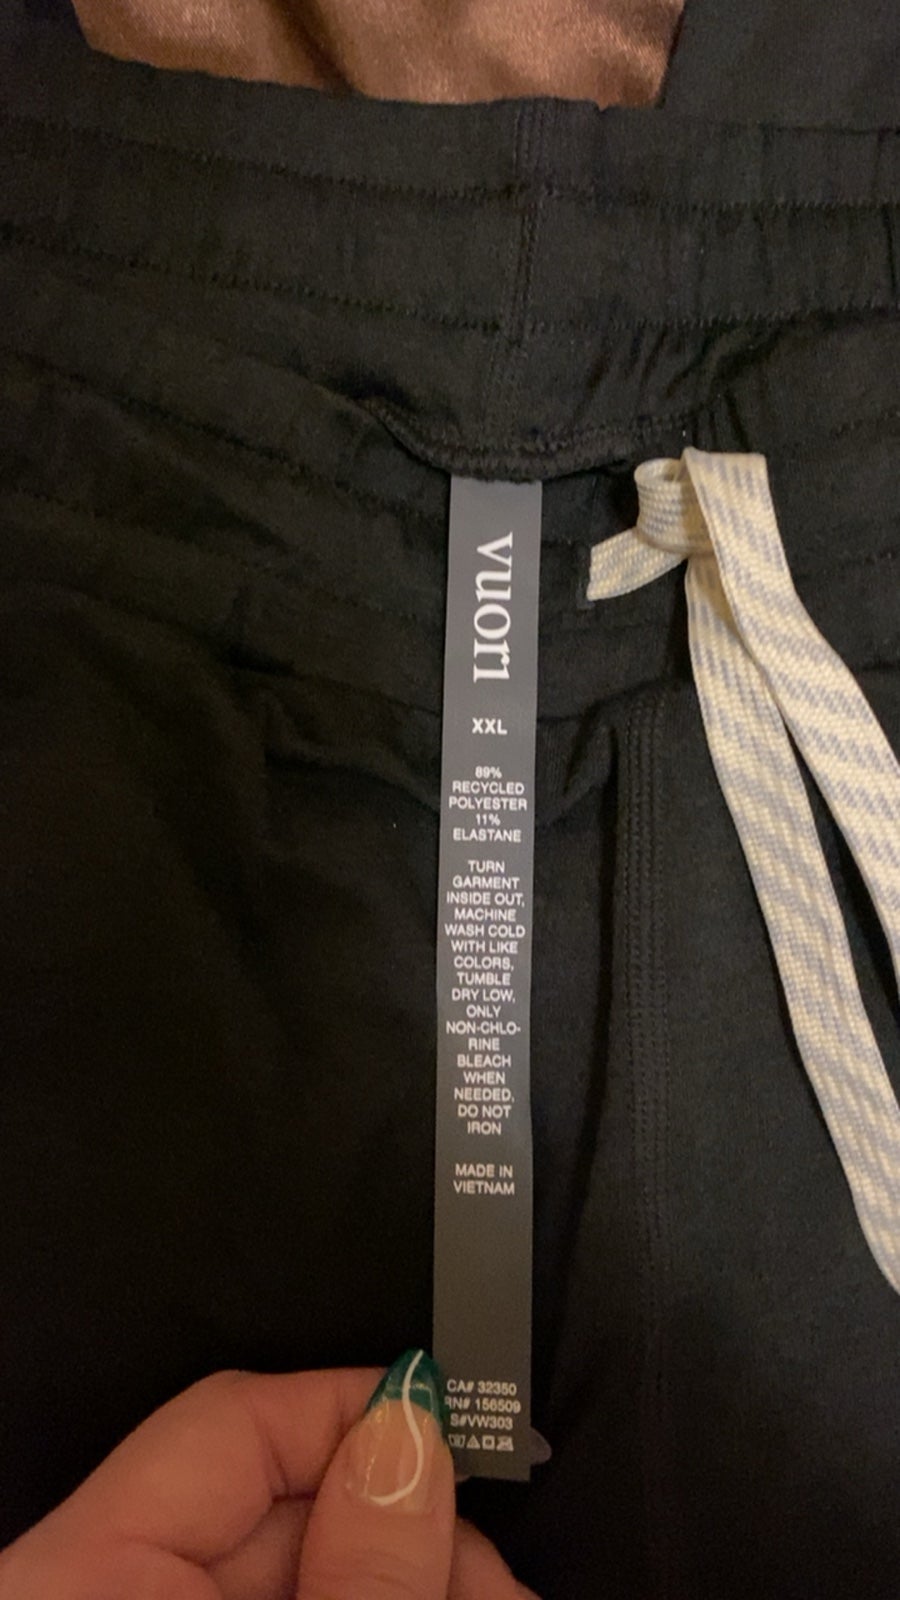 vuori
XXL
89%
RECYCLED
POLYESTER
11%
ELASTANE
TURN
GARMENT
INSIDE OUT,
MACHINE
WASH COLD
WITH LIKE
COLORS,
TUMBLE
DRY LOW,
ONLY
NON-CHLO-
RINE
BLEACH
WHEN
NEEDED,
DO NOT
IRON
MADE IN
VIETNAM
CA# 32350
RN# 156509
S#VW303